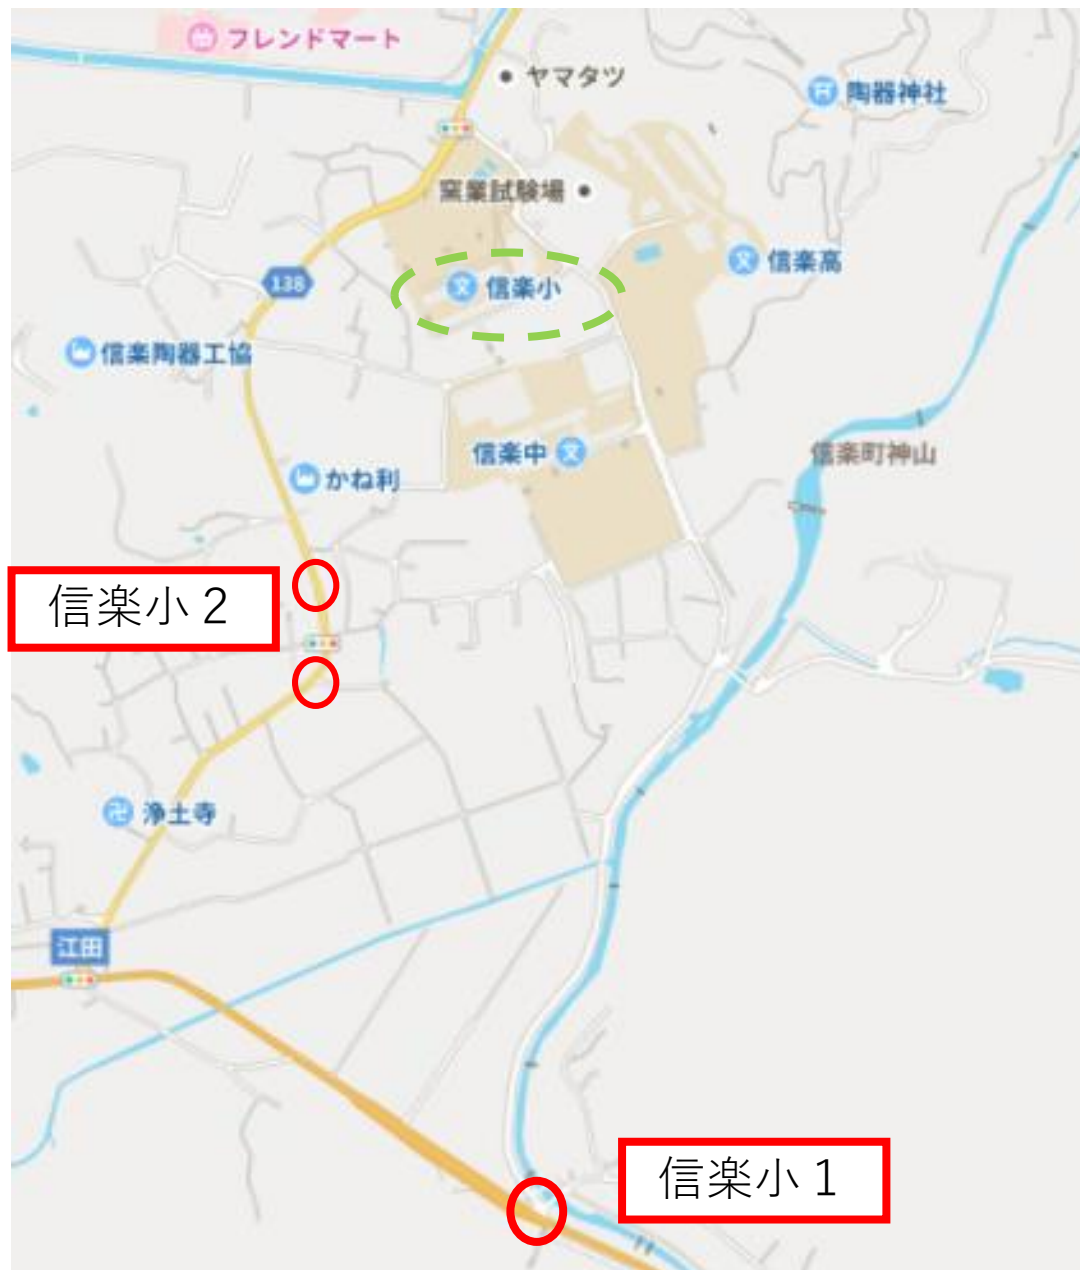 フレンドマート
ヤマタツ
陶器神社
窯業試験場
信楽高
信楽小
138
信楽陶器工協
信楽中
信楽町神山
かね利
信楽小２
浄土寺
江田
信楽小１